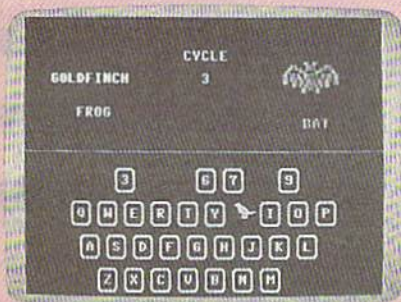 CYCLE
GOLDFINCH 3
FROG
BAT
3 6 7 9
Q W E R T Y I O P
A S D F G H J K L
Z X C V B N M